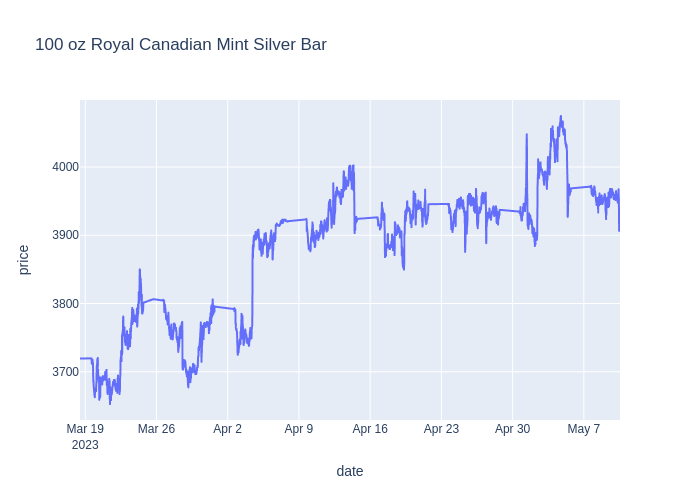 100 oz Royal Canadian Mint Silver Bar
price
4000
3900
3800
3700
Mar 19
2023
Mar 26
Apr 2
Apr 9
Apr 16
Apr 23
Apr 30
May 7
date